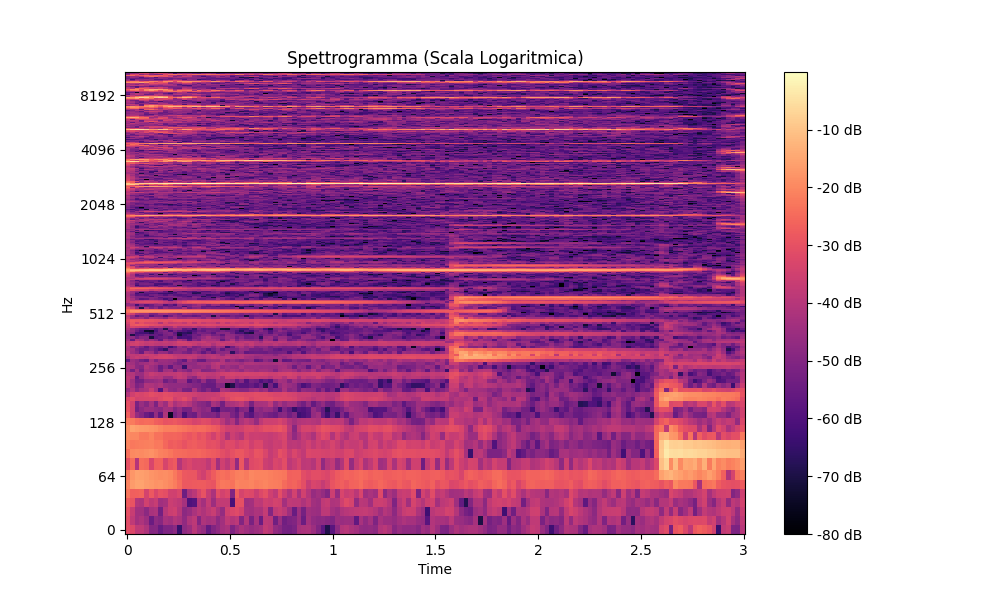 Spettrogramma (Scala Logaritmica)
Hz
8192
4096
2048
1024
512
256
128
64
0
0 0.5 1 1.5 2 2.5 3
Time
-10 dB
-20 dB
-30 dB
-40 dB
-50 dB
-60 dB
-70 dB
-80 dB